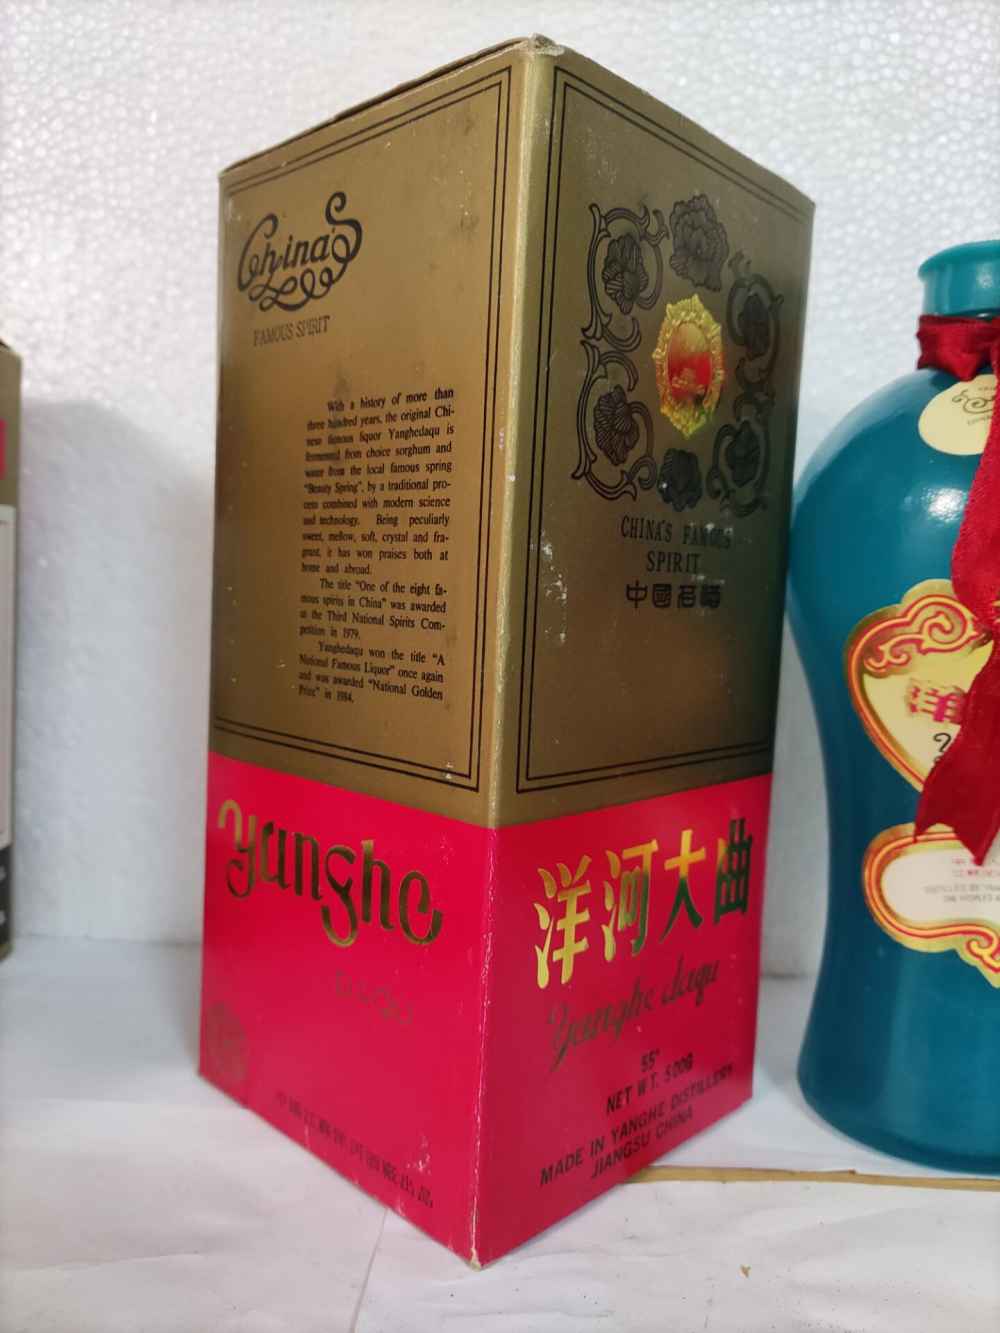 China's
FAMOUS SPIRIT
With a history of more than
three hundred years, the original Chi-
nese famous liquor Yanghedaqu is
fermented from choice sorghum and
water from the local famous spring
"Beauty Spring", by a traditional pro-
cess combined with modern science
and technology. Being peculiarly
sweet, mellow, soft, crystal and fra-
grant, it has won praises both at
home and abroad.
The title "One of the eight fa-
mous spirits in China" was awarded
at the Third National Spirits Com-
petition in 1979.
Yanghedaqu won the title "A
National Famous Liquor" once again
and was awarded "National Golden
Prize" in 1984.
yanghe
CHINA'S FAMOUS
SPIRIT
中國名酒
洋河大曲
Yanghe daqu
55°
NET WT. 500G
MADE IN YANGHE DISTILLERY
JIANGSU CHINA
洋